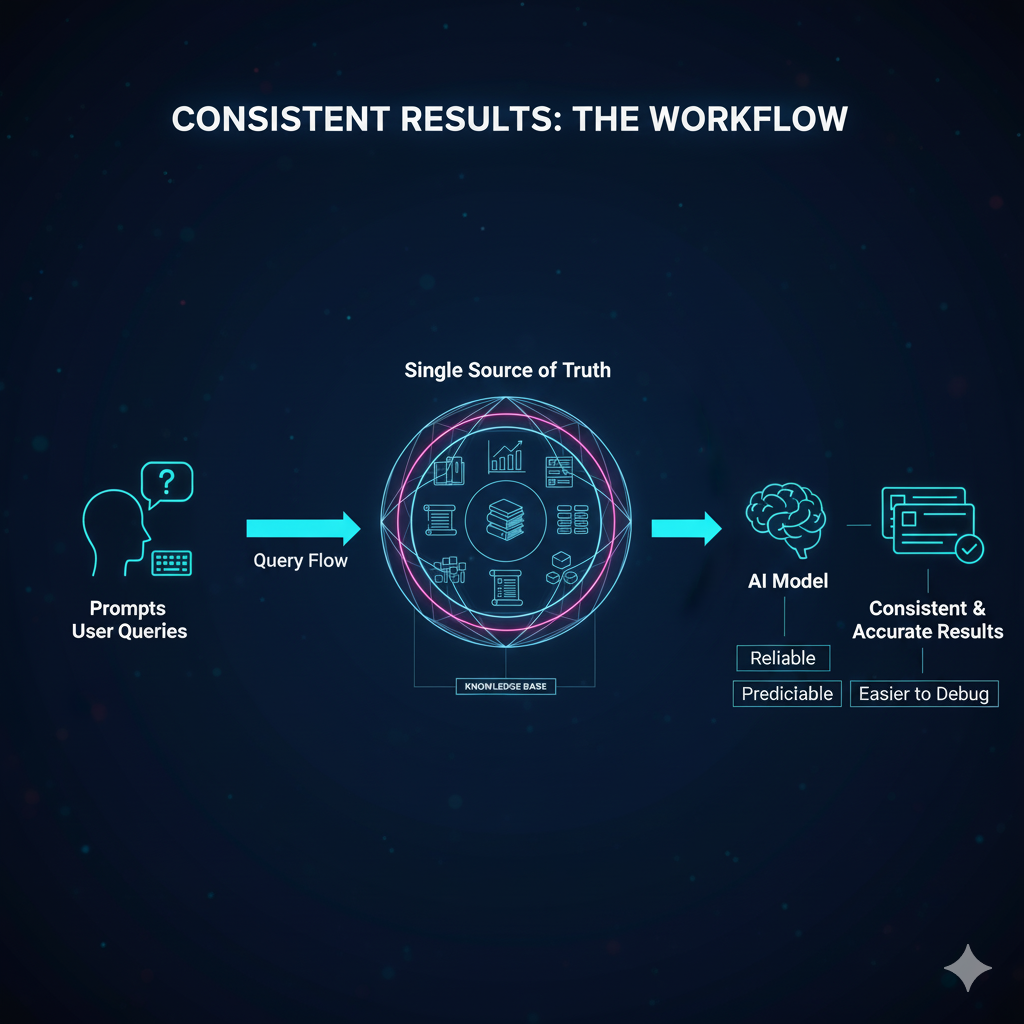 CONSISTENT RESULTS: THE WORKFLOW
Single Source of Truth
?
Query Flow
Prompts
User Queries
KNOWLEDGE BASE
AI Model
Reliable
Prediciable
Consistent &
Accurate Results
Easier to Debug